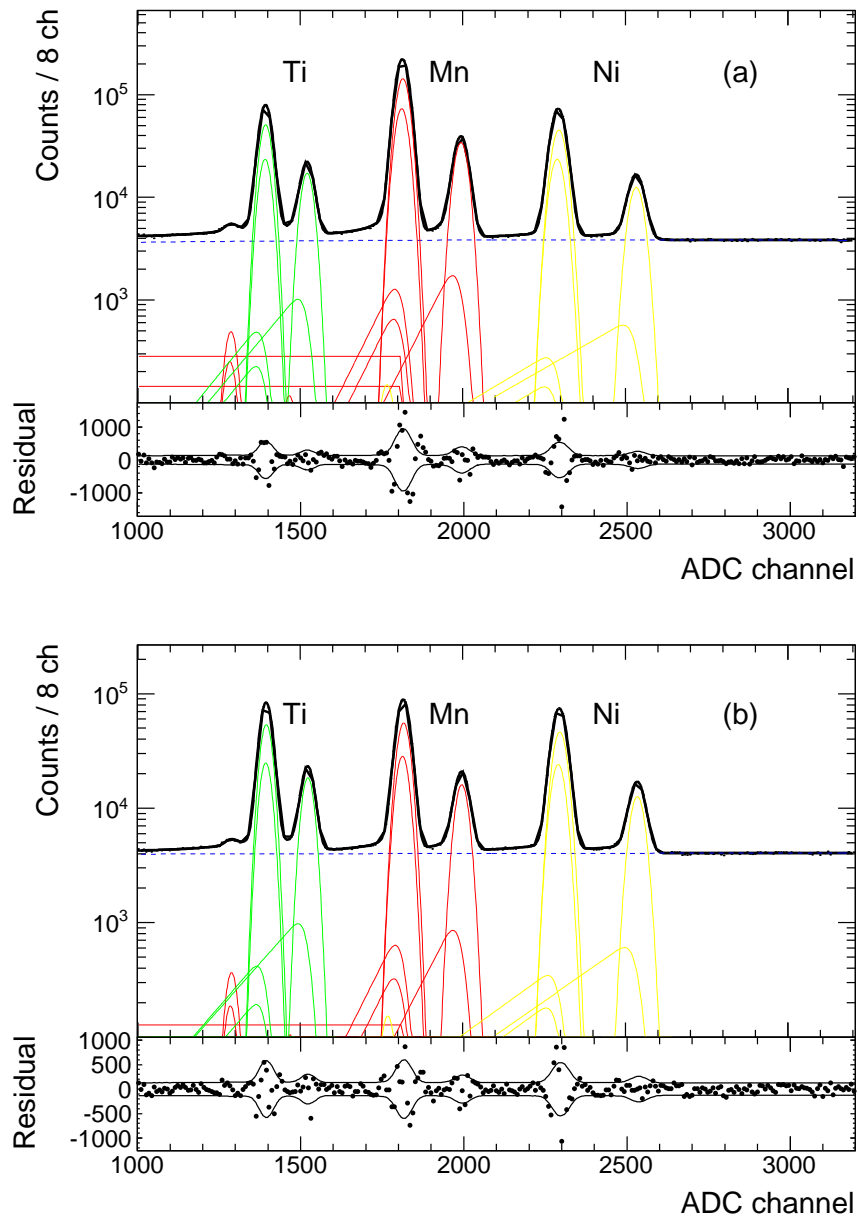 Counts / 8 ch
10^5
10^4
10^3
Ti
Mn
Ni
(a)
Residual
1000
0
-1000
1000
1500
2000
2500
3000
ADC channel
Counts / 8 ch
10^5
10^4
10^3
Ti
Mn
Ni
(b)
Residual
1000
500
0
-500
-1000
1000
1500
2000
2500
3000
ADC channel